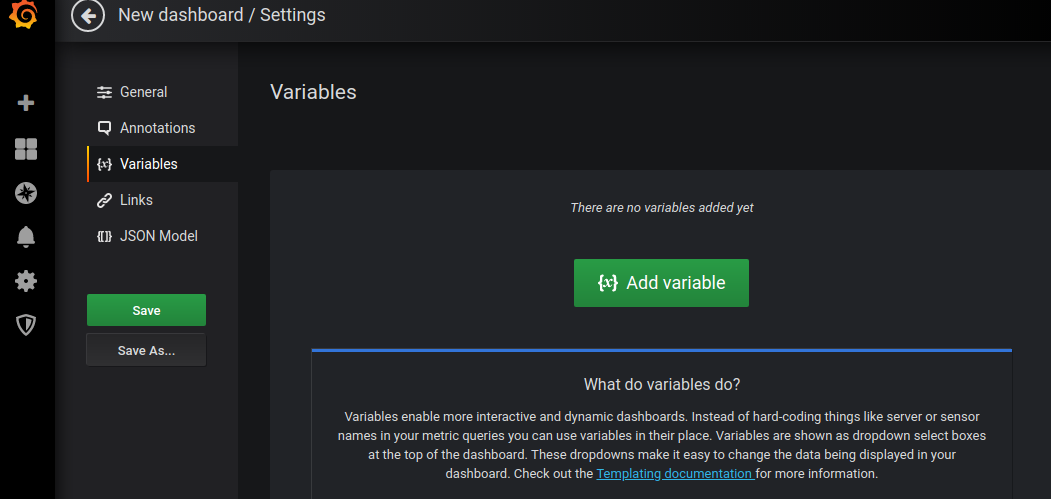 New dashboard / Settings
General
Annotations
{x} Variables
Links
JSON Model
Save
Save As...
Variables
There are no variables added yet
{x} Add variable
What do variables do?
Variables enable more interactive and dynamic dashboards. Instead of hard-coding things like server or sensor
names in your metric queries you can use variables in their place. Variables are shown as dropdown select boxes
at the top of the dashboard. These dropdowns make it easy to change the data being displayed in your
dashboard. Check out the Templating documentation for more information.